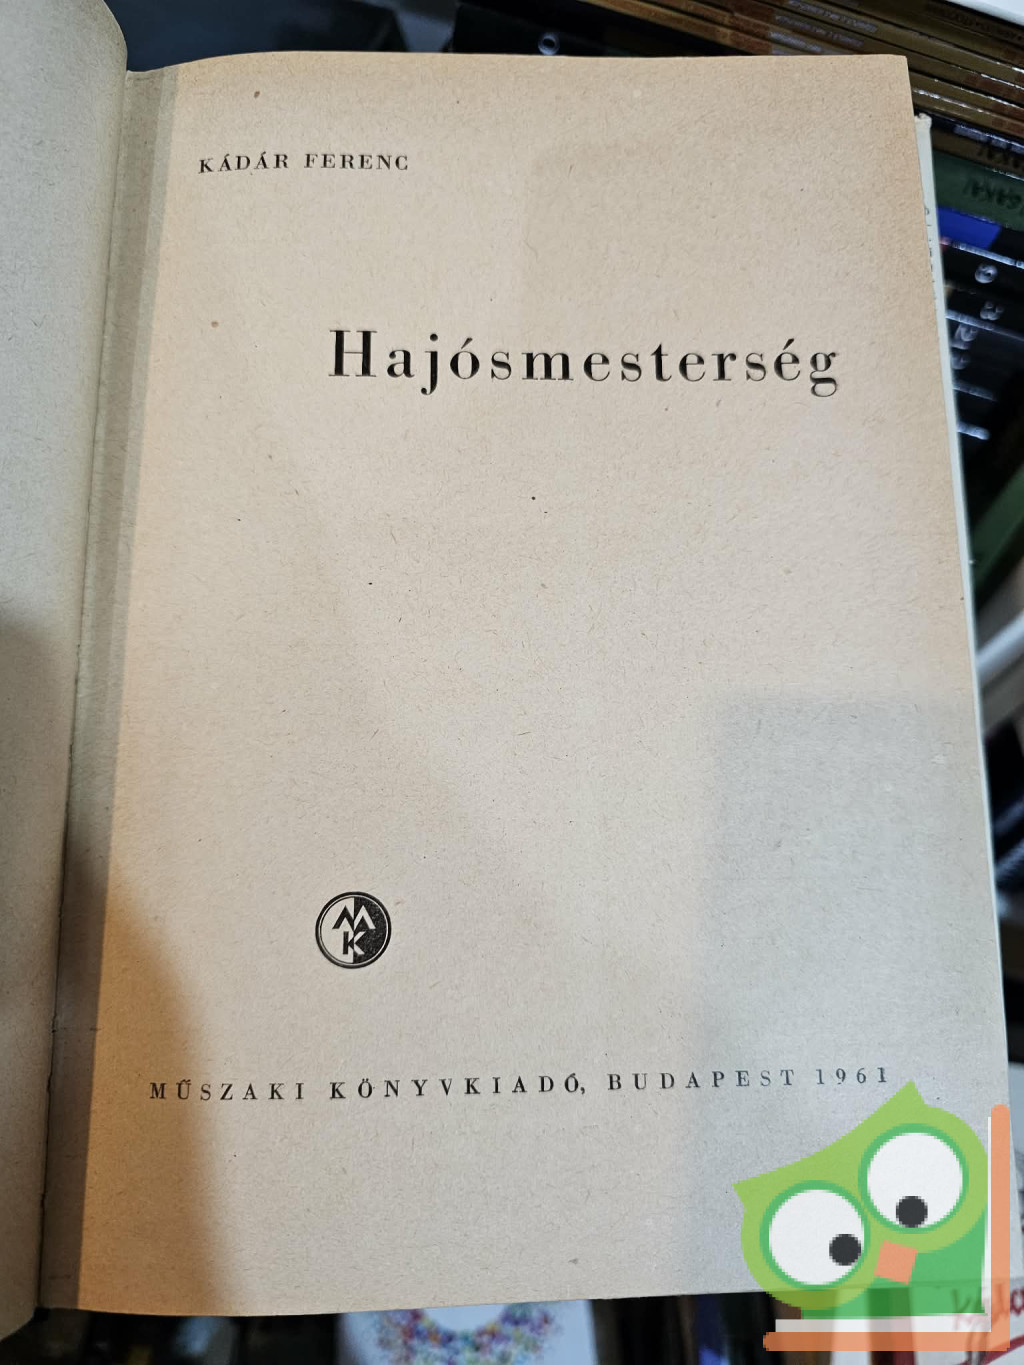 KÁDÁR FERENC
Hajósmesterség
MK
MŰSZAKI KÖNYVKIADÓ, BUDAPEST 1961